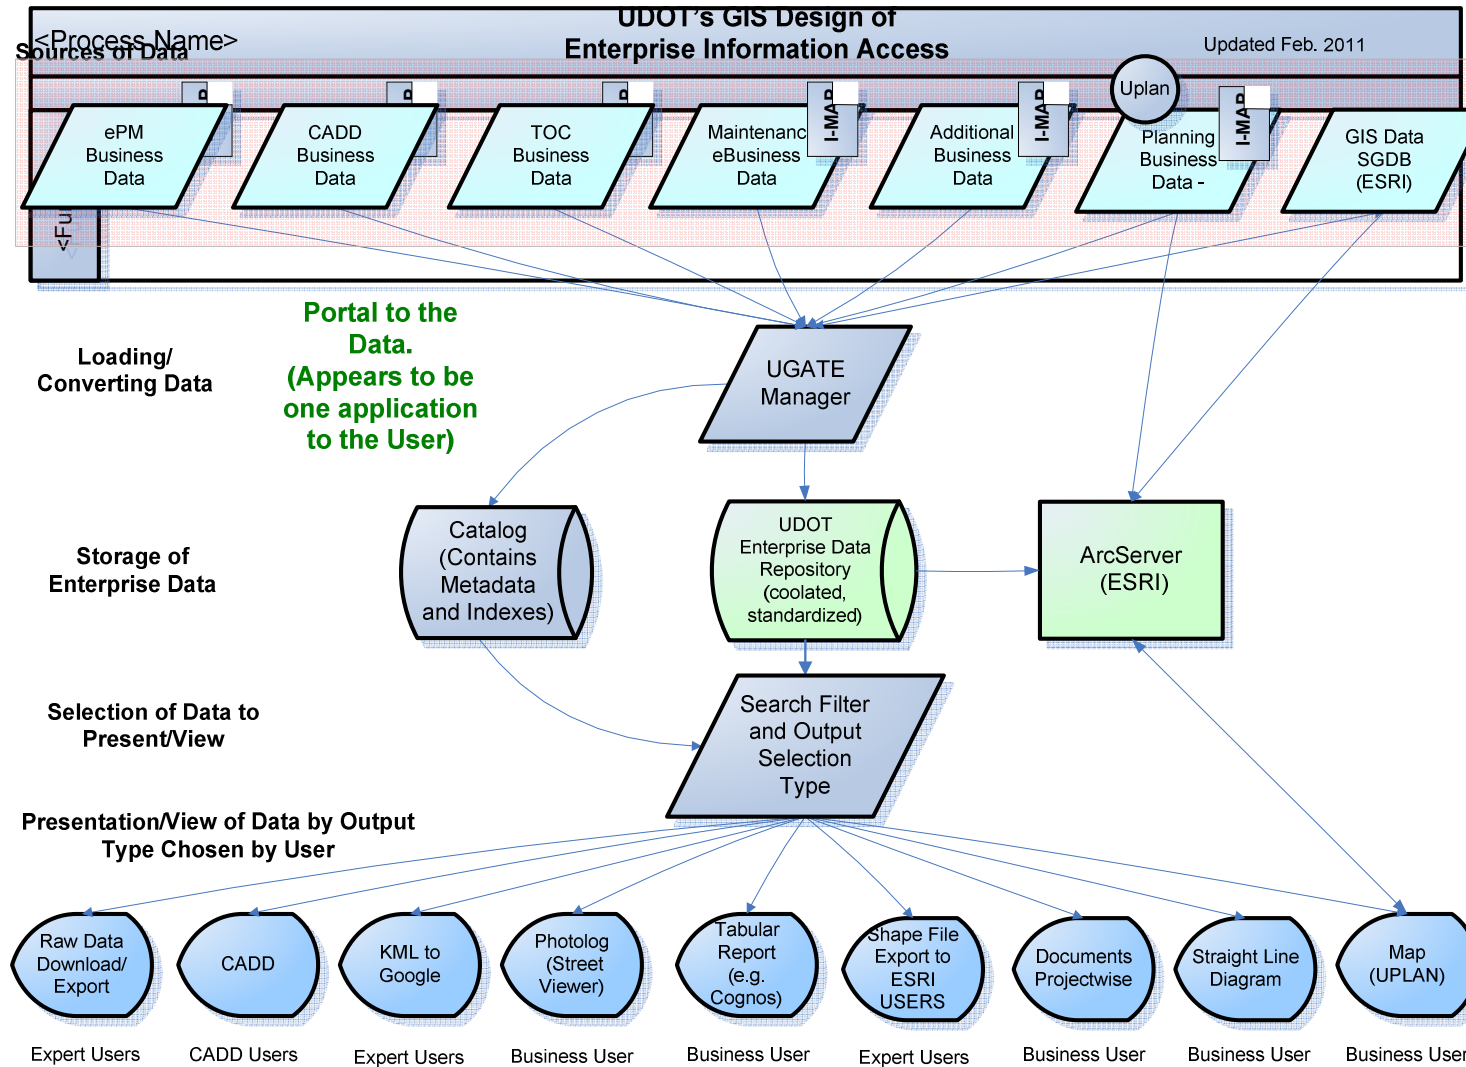 UDOT's GIS Design of
Enterprise Information Access
<Process Name>
Sources of Data
Updated Feb. 2011
Uplan
I-MAP
I-MAP
I-MAP
ePM
Business
Data
CADD
Business
Data
TOC
Business
Data
Maintenance
eBusiness
Data
Additional
Business
Data
Planning
Business
Data -
GIS Data
SGDB
(ESRI)
<Fu
Portal to the
Data.
(Appears to be
one application
to the User)
Loading/
Converting Data
UGATE
Manager
Storage of
Enterprise Data
Catalog
(Contains
Metadata
and Indexes)
UDOT
Enterprise Data
Repository
(coolated,
standardized)
ArcServer
(ESRI)
Selection of Data to
Present/View
Search Filter
and Output
Selection
Type
Presentation/View of Data by Output
Type Chosen by User
Raw Data
Download/
Export
CADD
KML to
Google
Photolog
(Street
Viewer)
Tabular
Report
(e.g.
Cognos)
Shape File
Export to
ESRI
USERS
Documents
Projectwise
Straight Line
Diagram
Map
(UPLAN)
Expert Users
CADD Users
Expert Users
Business User
Business User
Expert Users
Business User
Business User
Business User